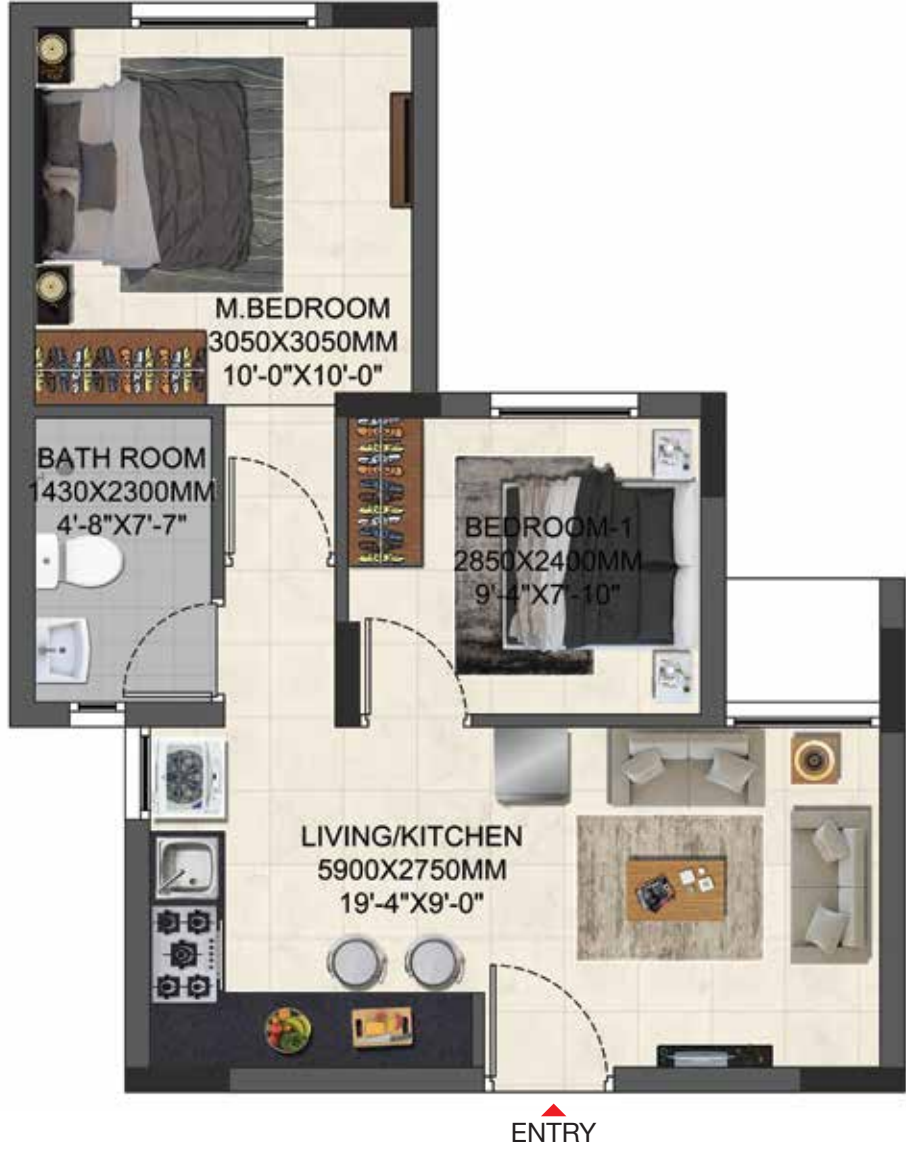 M.BEDROOM
3050X3050MM
10'-0"X10'-0"
BATH ROOM
1430X2300MM
4'-8"X7'-7"
BEDROOM-1
2850X2400MM
9'-4"X7'-10"
LIVING/KITCHEN
5900X2750MM
19'-4"X9'-0"
ENTRY